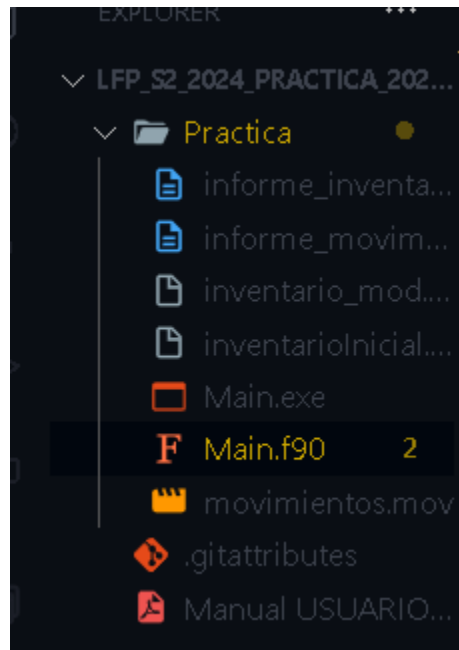 EXPLORER ...
LFP_S2_2024_PRACTICA_202...
Practica
informe_inventa...
informe_movim...
inventario_mod....
inventarioInicial....
Main.exe
F Main.f90 2
movimientos.mov
.gitattributes
Manual USUARIO...